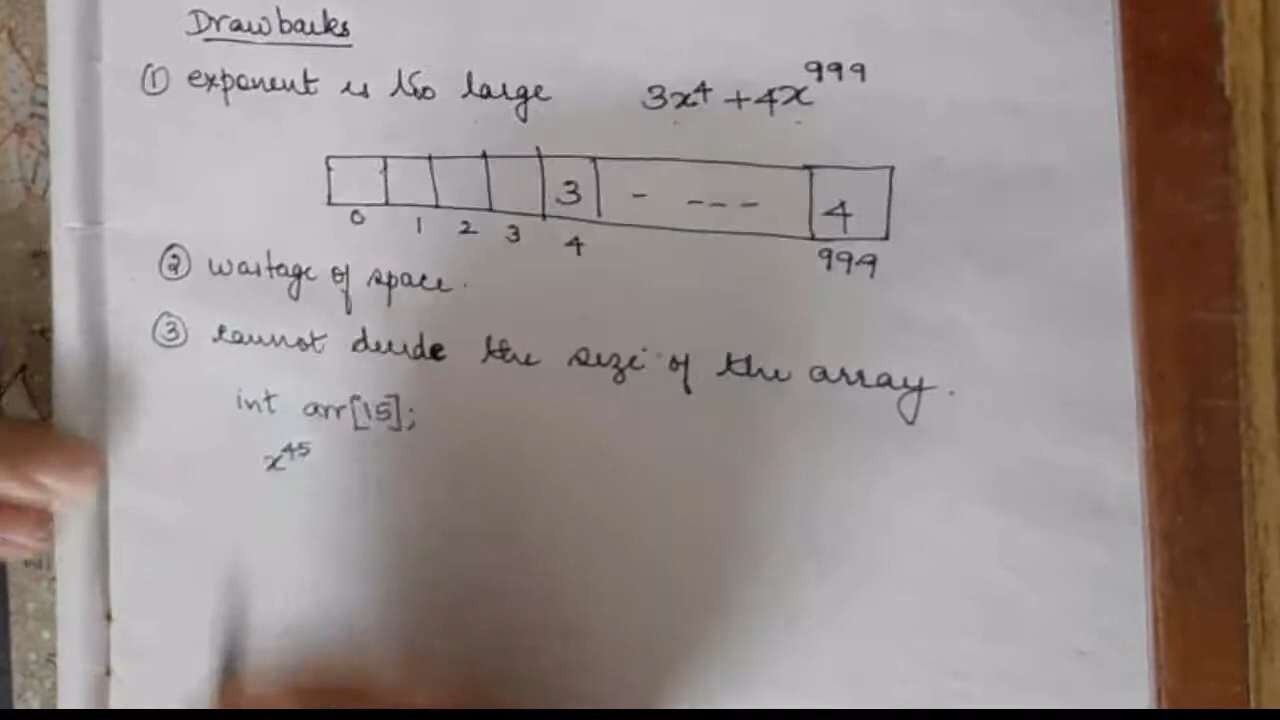 Drawbacks
① exponent is too large 3x⁴ + 4x⁹⁹⁹
3 - - - - 4
0 1 2 3 4 999
② wastage of space.
③ cannot decide the size of the array.
int arr[15];
x⁴⁵